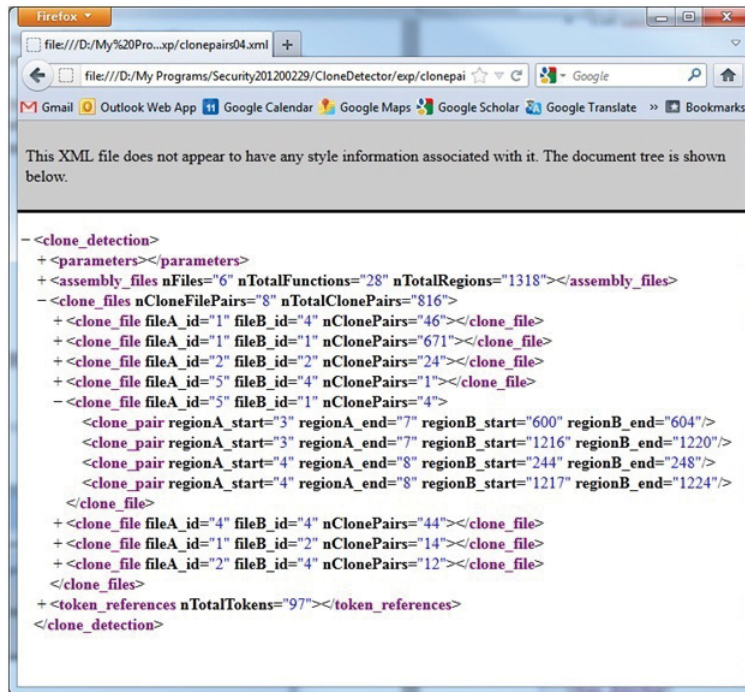 Firefox
file:///D:/My%20Pro...xp/clonepairs04.xml +
file:///D:/My Programs/Security201200229/CloneDetector/exp/clonepai Google
Gmail Outlook Web App 11 Google Calendar Google Maps Google Scholar Google Translate » Bookmarks
This XML file does not appear to have any style information associated with it. The document tree is shown
below.
− <clone_detection>
+ <parameters></parameters>
+ <assembly_files nFiles="6" nTotalFunctions="28" nTotalRegions="1318"></assembly_files>
− <clone_files nCloneFilePairs="8" nTotalClonePairs="816">
+ <clone_file fileA_id="1" fileB_id="4" nClonePairs="46"></clone_file>
+ <clone_file fileA_id="1" fileB_id="1" nClonePairs="671"></clone_file>
+ <clone_file fileA_id="2" fileB_id="2" nClonePairs="24"></clone_file>
+ <clone_file fileA_id="5" fileB_id="4" nClonePairs="1"></clone_file>
− <clone_file fileA_id="5" fileB_id="1" nClonePairs="4">
<clone_pair regionA_start="3" regionA_end="7" regionB_start="600" regionB_end="604"/>
<clone_pair regionA_start="3" regionA_end="7" regionB_start="1216" regionB_end="1220"/>
<clone_pair regionA_start="4" regionA_end="8" regionB_start="244" regionB_end="248"/>
<clone_pair regionA_start="4" regionA_end="8" regionB_start="1217" regionB_end="1224"/>
</clone_file>
+ <clone_file fileA_id="4" fileB_id="4" nClonePairs="44"></clone_file>
+ <clone_file fileA_id="1" fileB_id="2" nClonePairs="14"></clone_file>
+ <clone_file fileA_id="2" fileB_id="4" nClonePairs="12"></clone_file>
</clone_files>
+ <token_references nTotalTokens="97"></token_references>
</clone_detection>